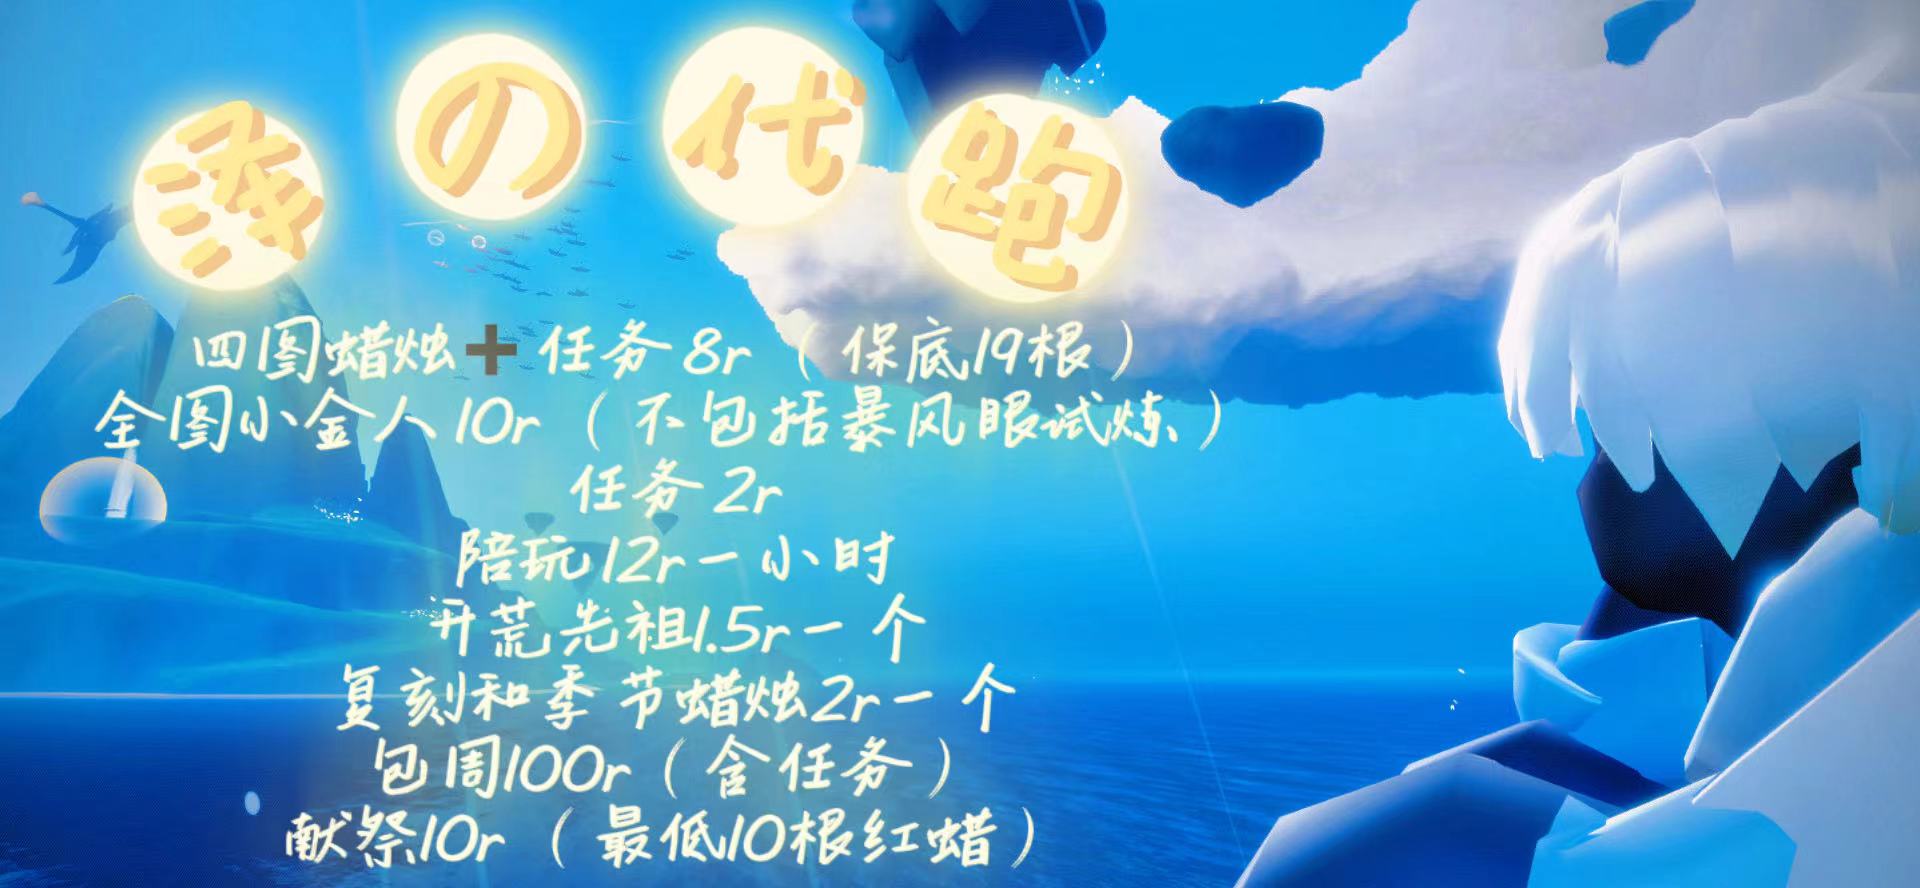 浅の代跑
四图蜡烛➕任务8r（保底19根）
全图小金人10r（不包括暴风眼试炼）
任务2r
陪玩12r一小时
开荒先祖1.5r一个
复刻和季节蜡烛2r一个
包周100r（含任务）
献祭10r（最低10根红蜡）